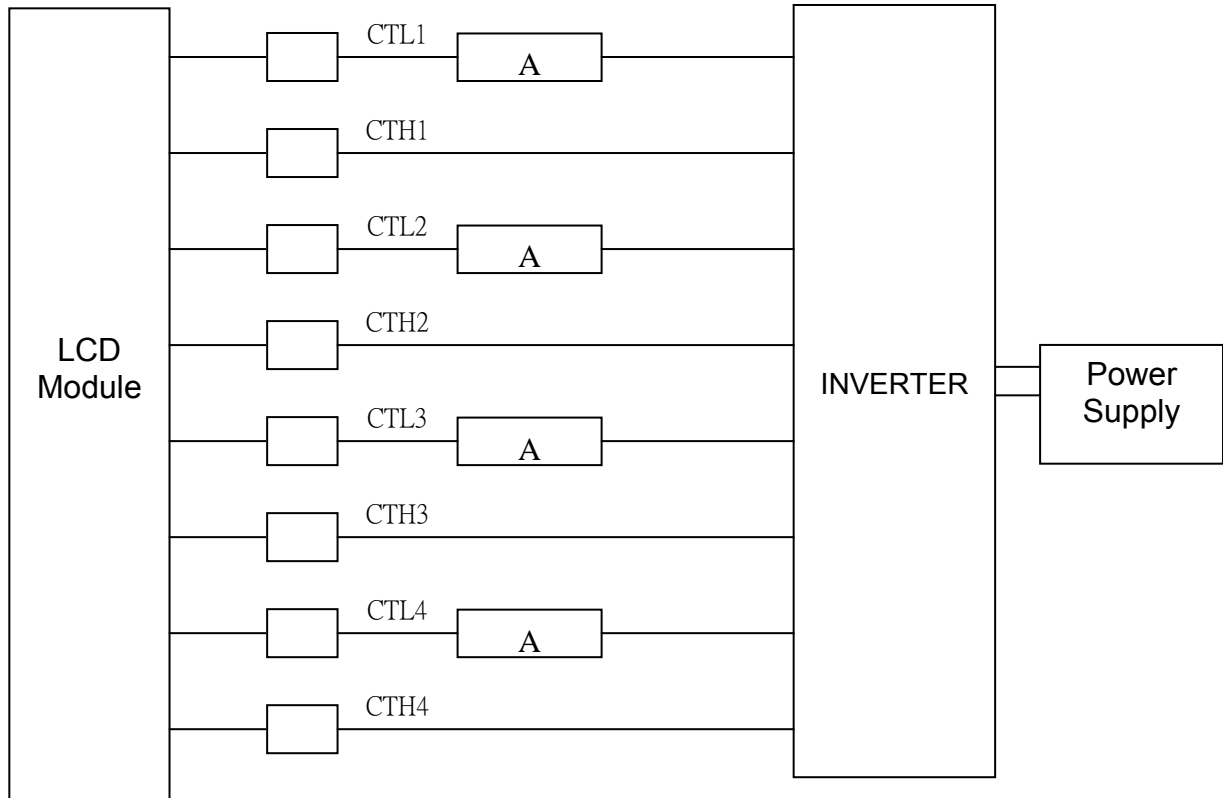 CTL1
A
CTH1
CTL2
A
CTH2
LCD
Module
INVERTER
Power
Supply
CTL3
A
CTH3
CTL4
A
CTH4